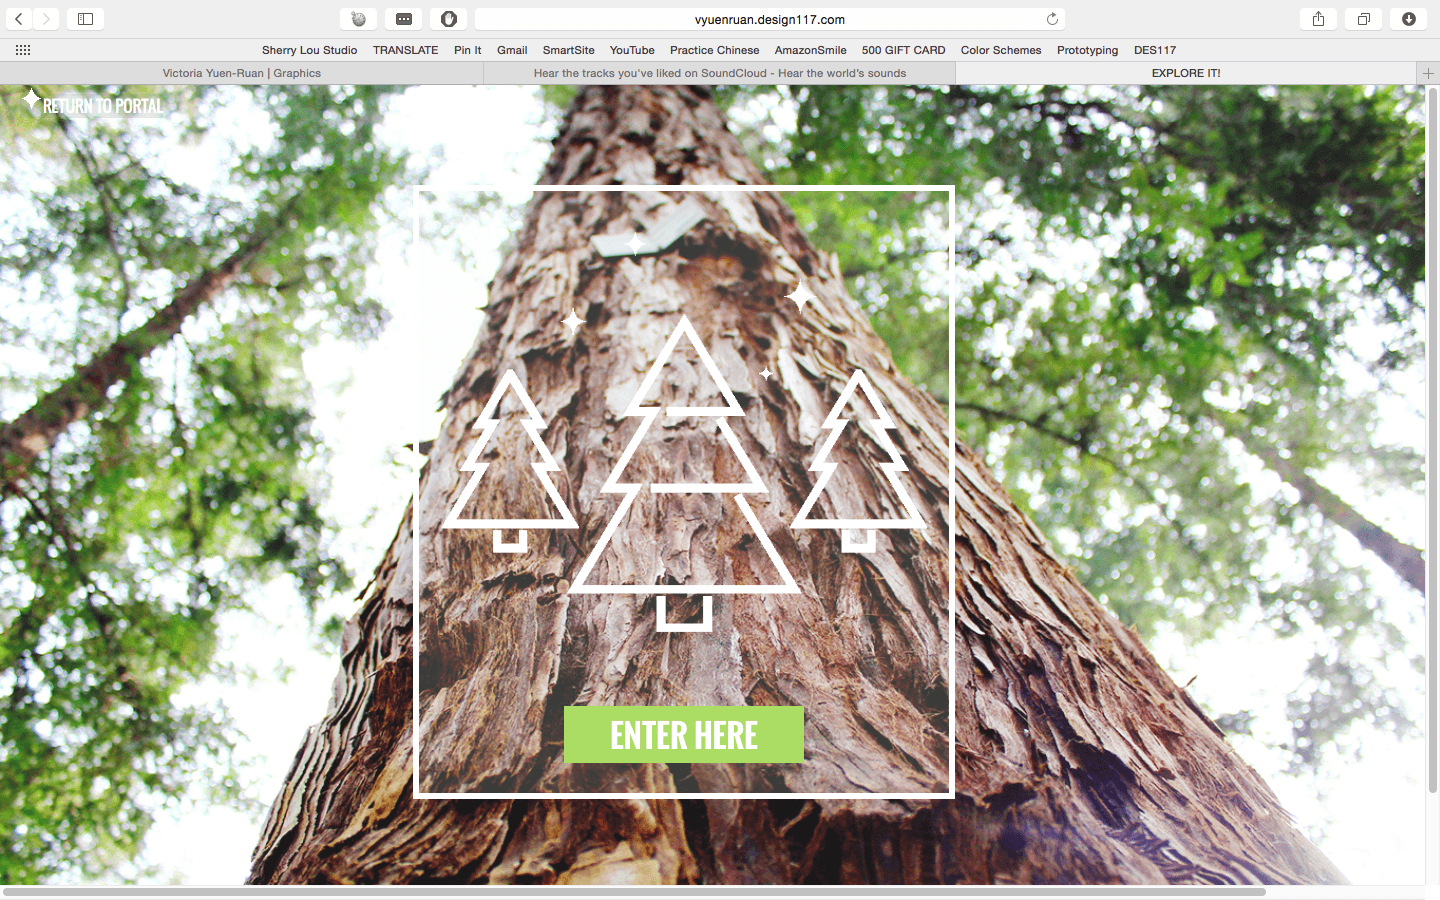 vyuenruan.design117.com
Sherry Lou Studio TRANSLATE Pin It Gmail SmartSite YouTube Practice Chinese AmazonSmile 500 GIFT CARD Color Schemes Prototyping DES117
Victoria Yuen-Ruan | Graphics Hear the tracks you've liked on SoundCloud - Hear the world's sounds EXPLORE IT!
RETURN TO PORTAL
ENTER HERE